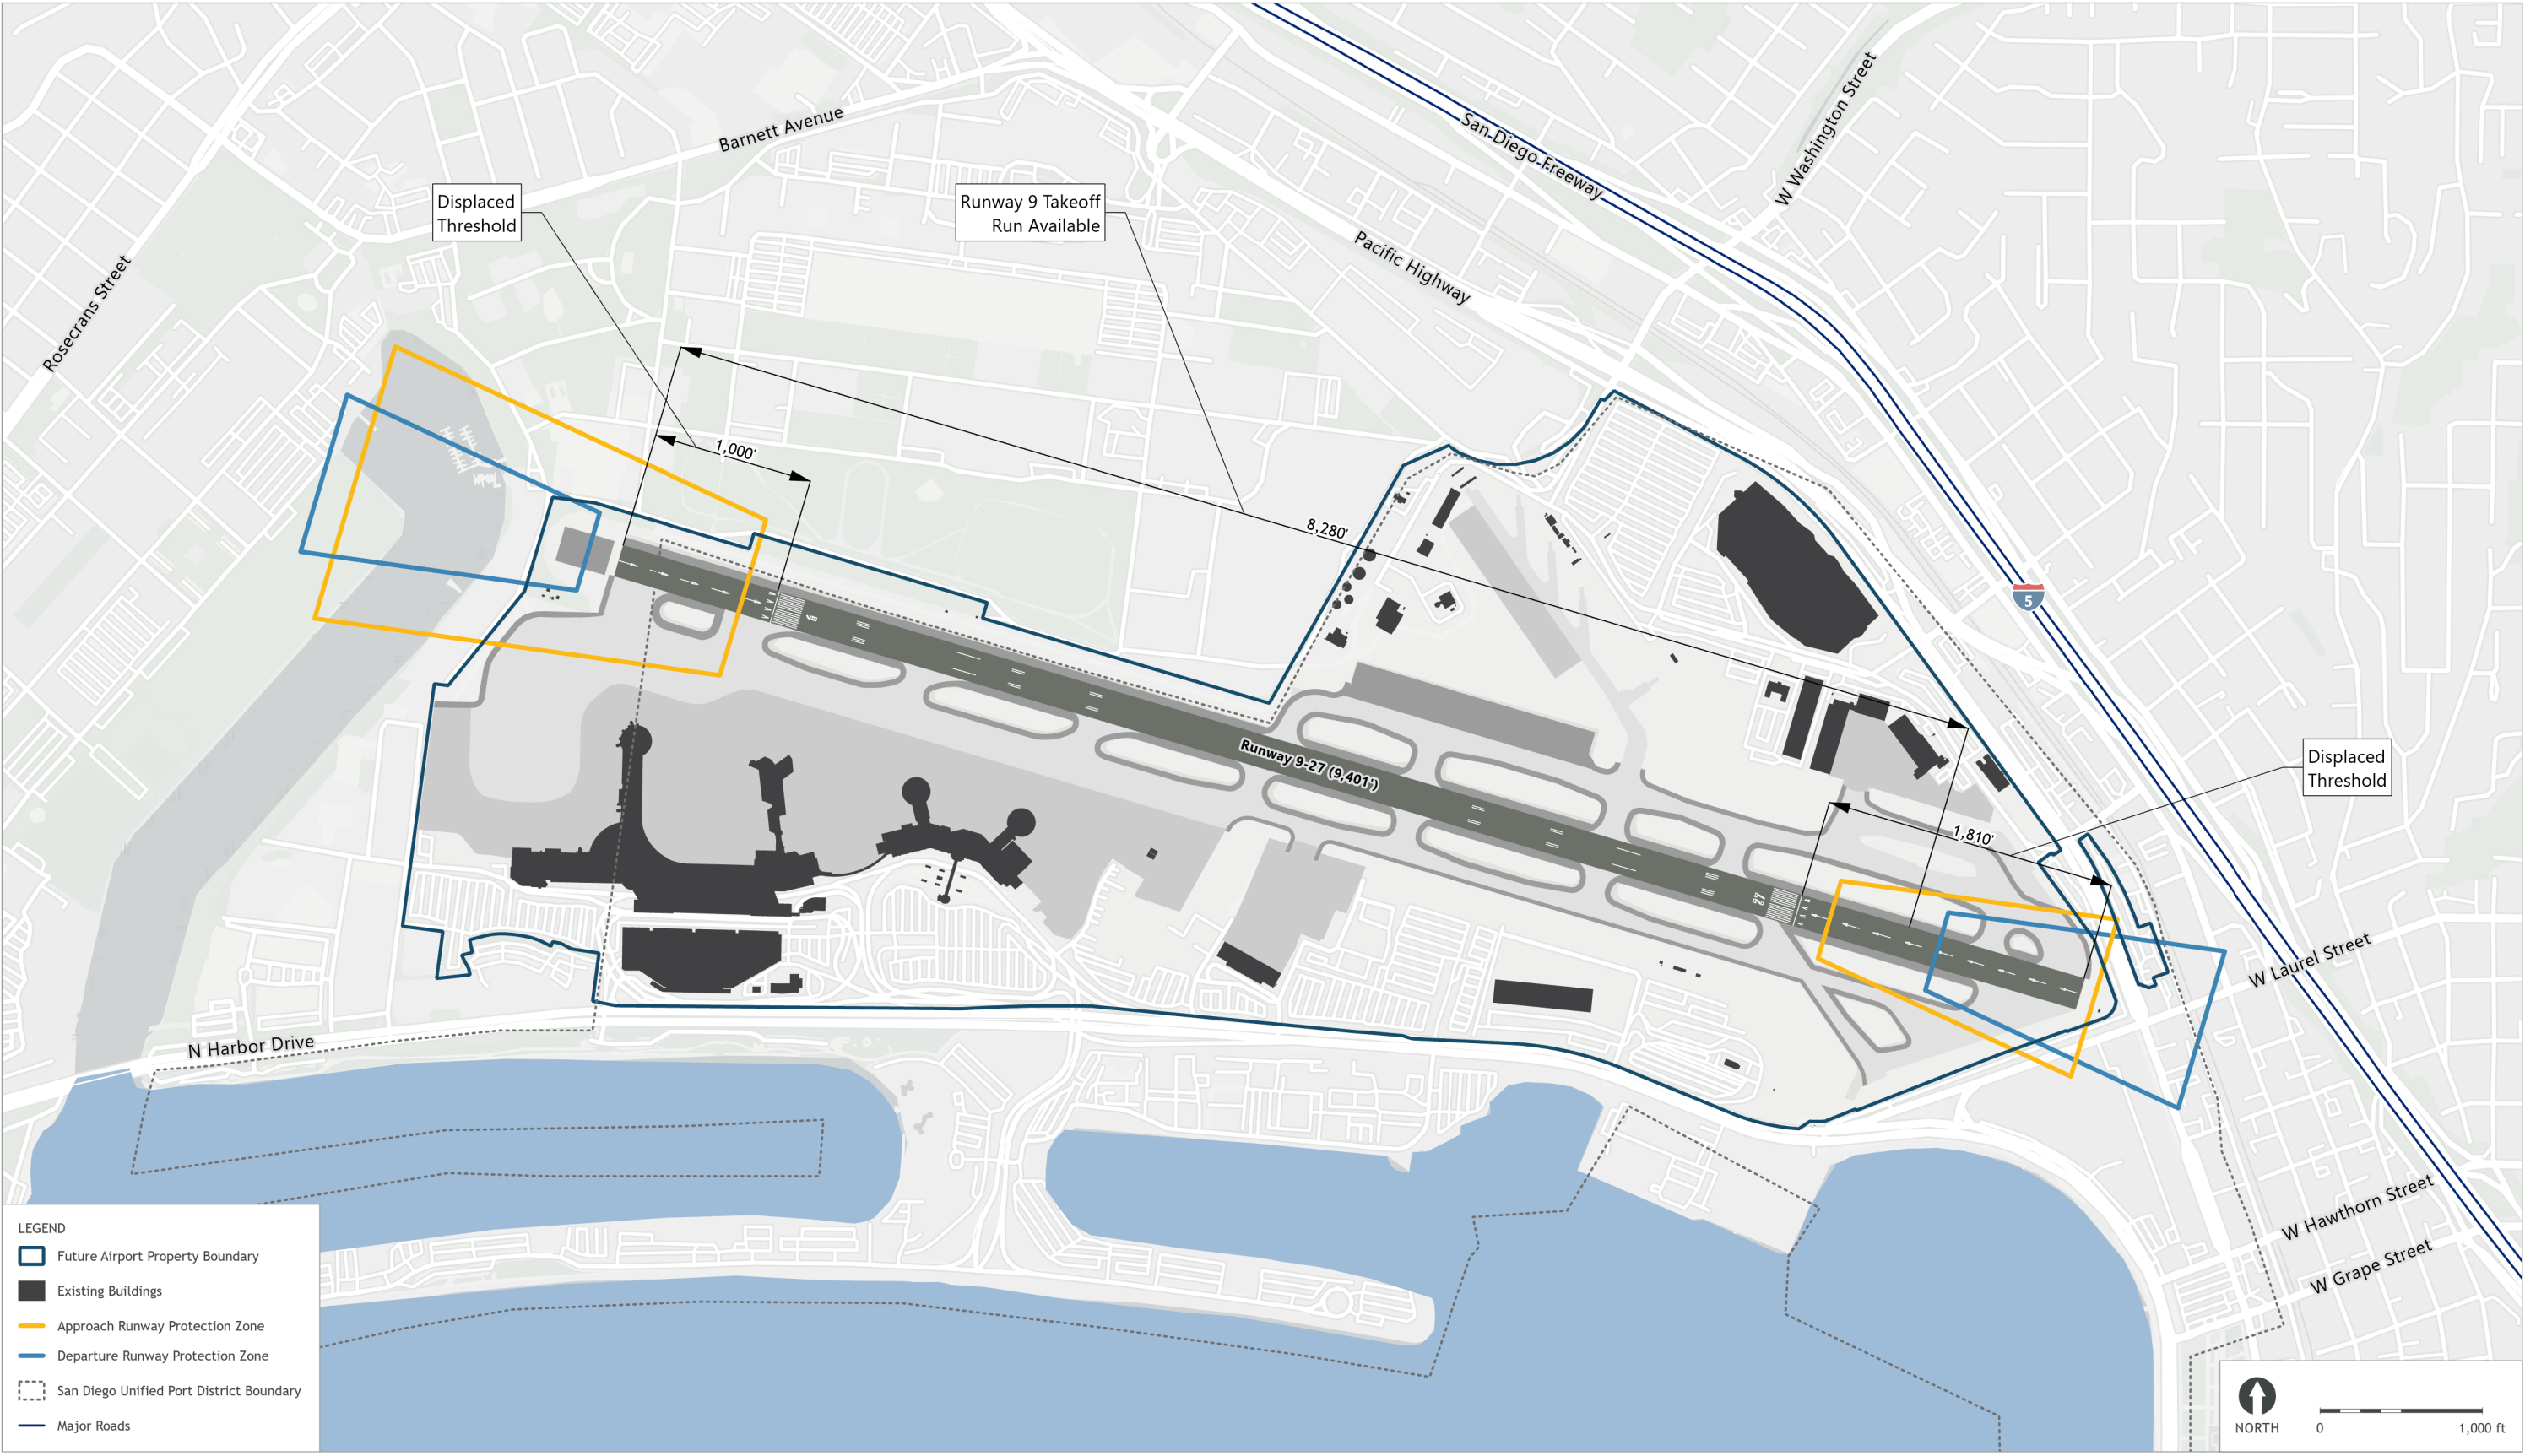 San Diego Freeway
W Washington Street
Barnett Avenue
Displaced
Threshold
Runway 9 Takeoff
Run Available
Pacific Highway
Rosecrans Street
1,000'
8,280'
5
9
Runway 9-27 (9,401')
Displaced
Threshold
1,810'
27
W Laurel Street
N Harbor Drive
W Hawthorn Street
W Grape Street
LEGEND
Future Airport Property Boundary
Existing Buildings
Approach Runway Protection Zone
Departure Runway Protection Zone
San Diego Unified Port District Boundary
Major Roads
NORTH
0 1,000 ft